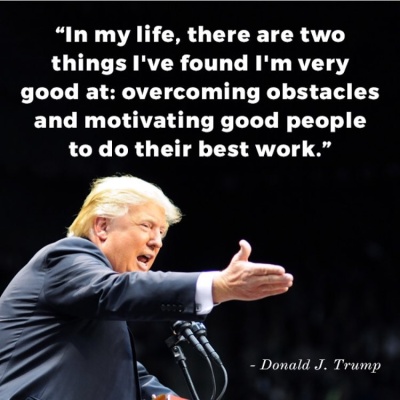 “In my life, there are two
things I've found I'm very
good at: overcoming obstacles
and motivating good people
to do their best work.”
- Donald J. Trump